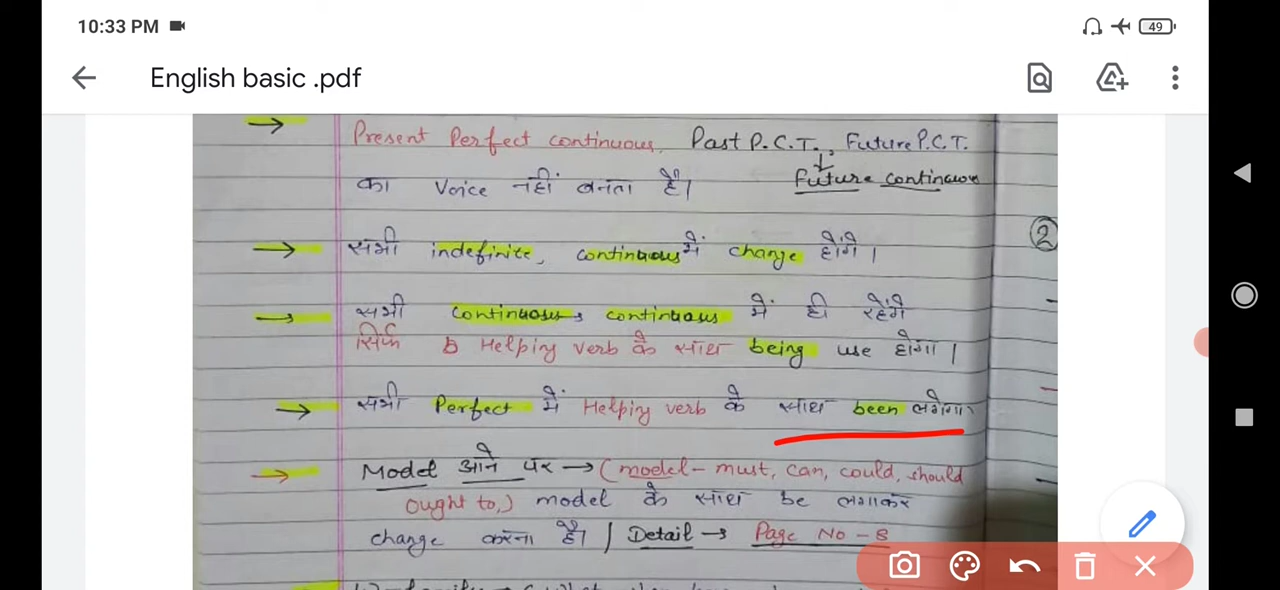 10:33 PM
49
English basic .pdf
Present Perfect continuous, Past P.C.T., Future P.C.T.
का Voice नहीं बनता है। Future continuous
2
सभी indefinite, continuous में change होंगे।
सभी continuous, continuous में ही रहेंगे
सिर्फ b Helping verb के साथ being use होगा।
सभी Perfect में Helping verb के साथ been लगेगा
Model आने पर → (model - must, can, could, should
ought to,) model के साथ be लगाकर
change करना है। / Detail → Page No - 8